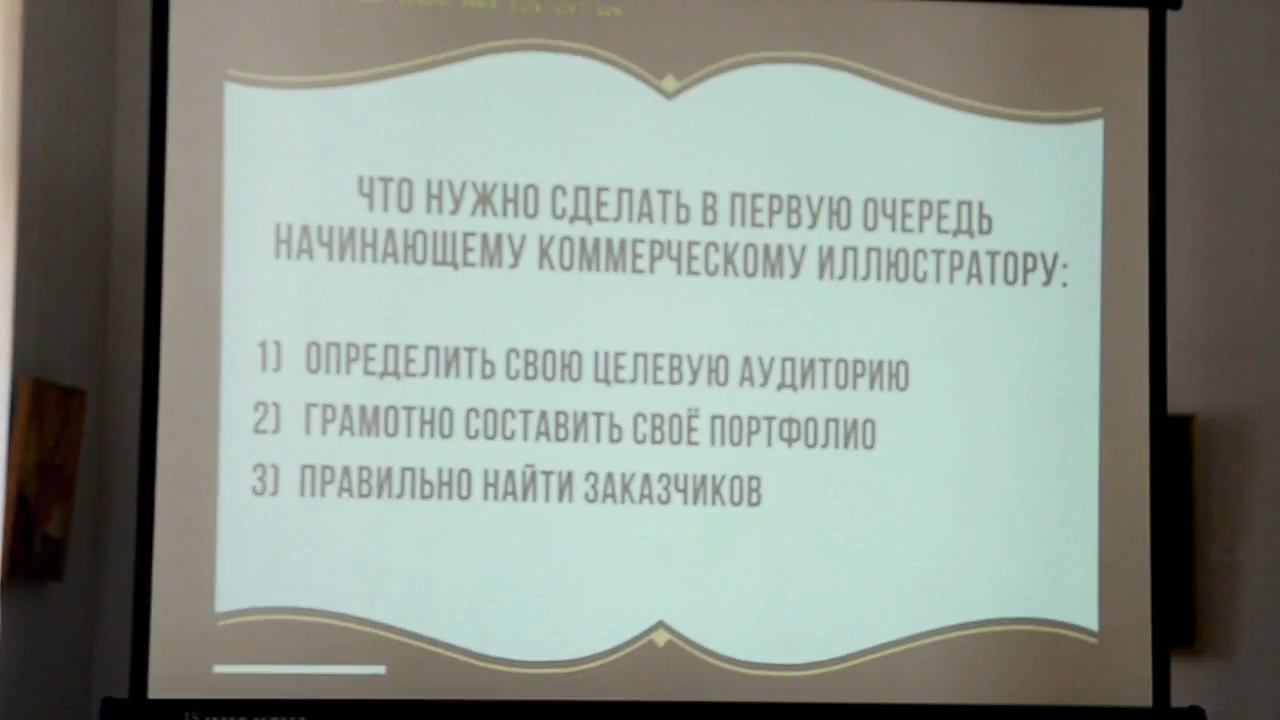 ЧТО НУЖНО СДЕЛАТЬ В ПЕРВУЮ ОЧЕРЕДЬ
НАЧИНАЮЩЕМУ КОММЕРЧЕСКОМУ ИЛЛЮСТРАТОРУ:
1) ОПРЕДЕЛИТЬ СВОЮ ЦЕЛЕВУЮ АУДИТОРИЮ
2) ГРАМОТНО СОСТАВИТЬ СВОЁ ПОРТФОЛИО
3) ПРАВИЛЬНО НАЙТИ ЗАКАЗЧИКОВ